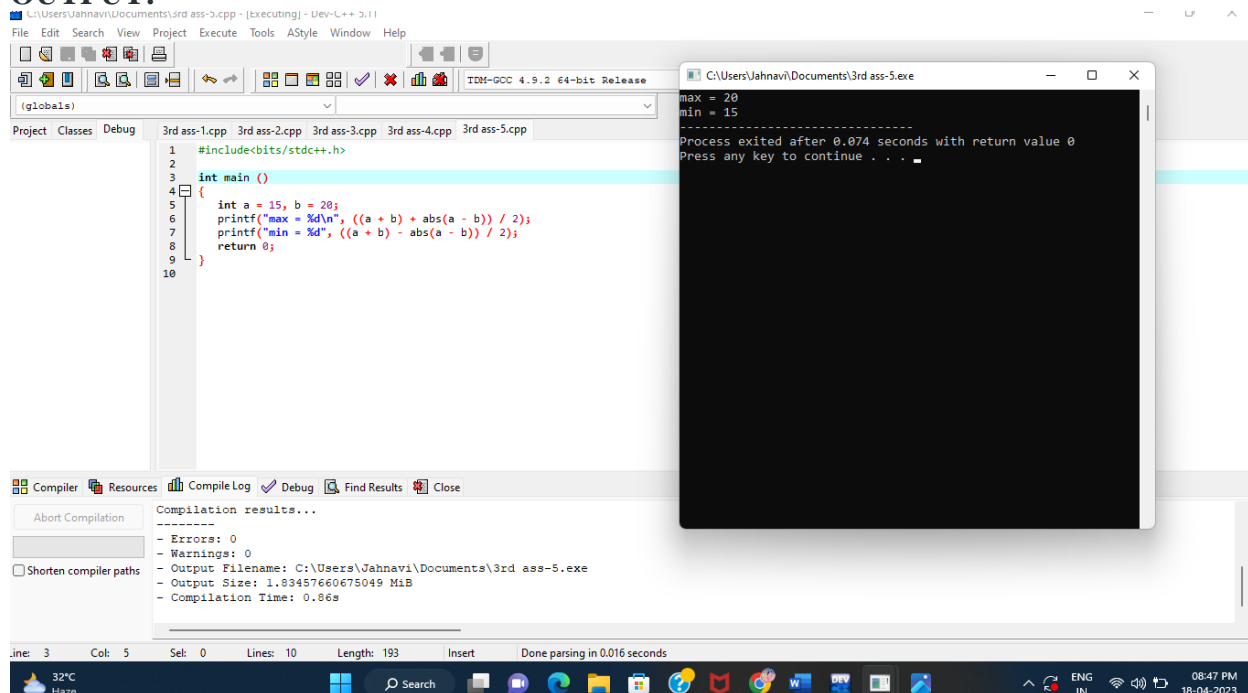 OUTPUT:
C:\Users\Jahnavi\Documents\3rd ass-5.cpp - [Executing] - Dev-C++ 5.11
File Edit Search View Project Execute Tools AStyle Window Help
TDM-GCC 4.9.2 64-bit Release
(globals)
Project Classes Debug
3rd ass-1.cpp 3rd ass-2.cpp 3rd ass-3.cpp 3rd ass-4.cpp 3rd ass-5.cpp
1 #include<bits/stdc++.h>
2
3 int main ()
4 {
5 int a = 15, b = 20;
6 printf("max = %d\n", ((a + b) + abs(a - b)) / 2);
7 printf("min = %d", ((a + b) - abs(a - b)) / 2);
8 return 0;
9 }
10
C:\Users\Jahnavi\Documents\3rd ass-5.exe
max = 20
min = 15
--------------------------------
Process exited after 0.074 seconds with return value 0
Press any key to continue . . .
Compiler Resources Compile Log Debug Find Results Close
Abort Compilation
Shorten compiler paths
Compilation results...
--------
- Errors: 0
- Warnings: 0
- Output Filename: C:\Users\Jahnavi\Documents\3rd ass-5.exe
- Output Size: 1.83457660675049 MiB
- Compilation Time: 0.86s
Line: 3 Col: 5 Sel: 0 Lines: 10 Length: 193 Insert Done parsing in 0.016 seconds
32°C
Haze
Search
W
DEV
ENG
IN
08:47 PM
18-04-2023